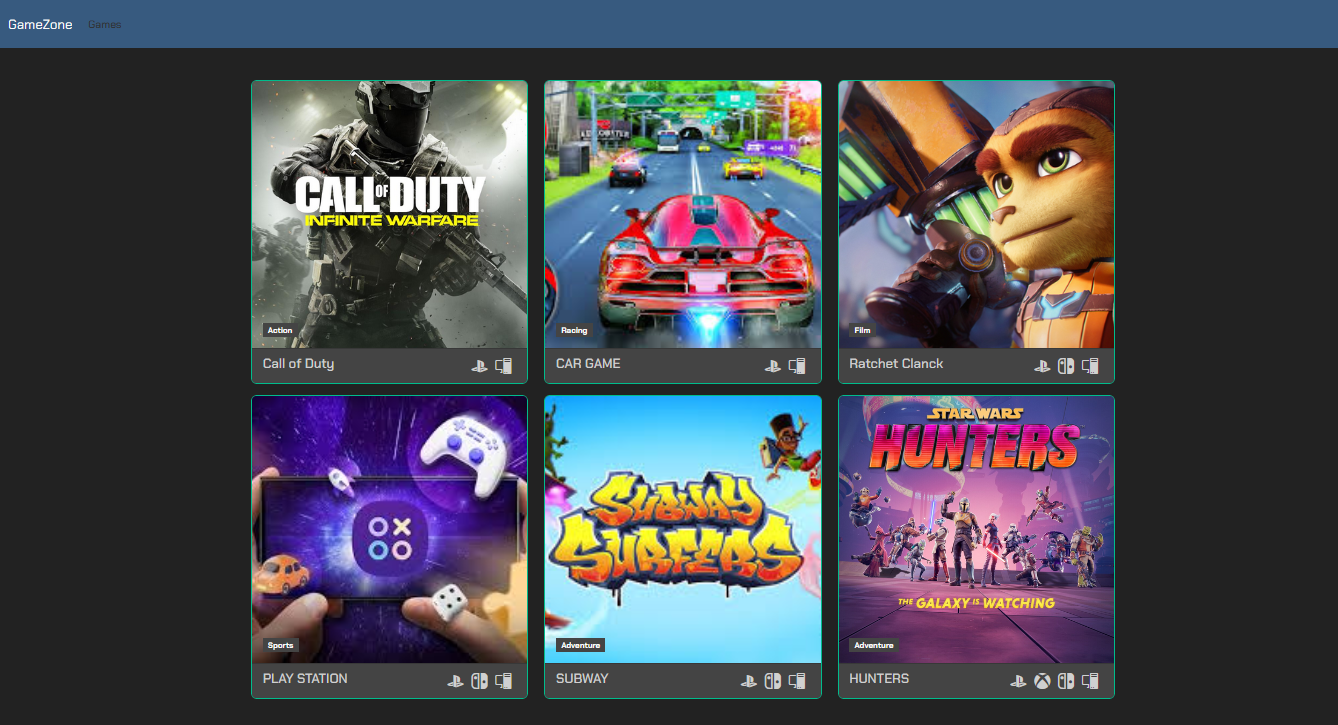 GameZone Games
CALL OF DUTY
INFINITE WARFARE
Action
Call of Duty
Racing
CAR GAME
Film
Ratchet Clanck
Sports
PLAY STATION
SUBWAY
SURFERS
Adventure
SUBWAY
STAR WARS
HUNTERS
THE GALAXY IS WATCHING
Adventure
HUNTERS